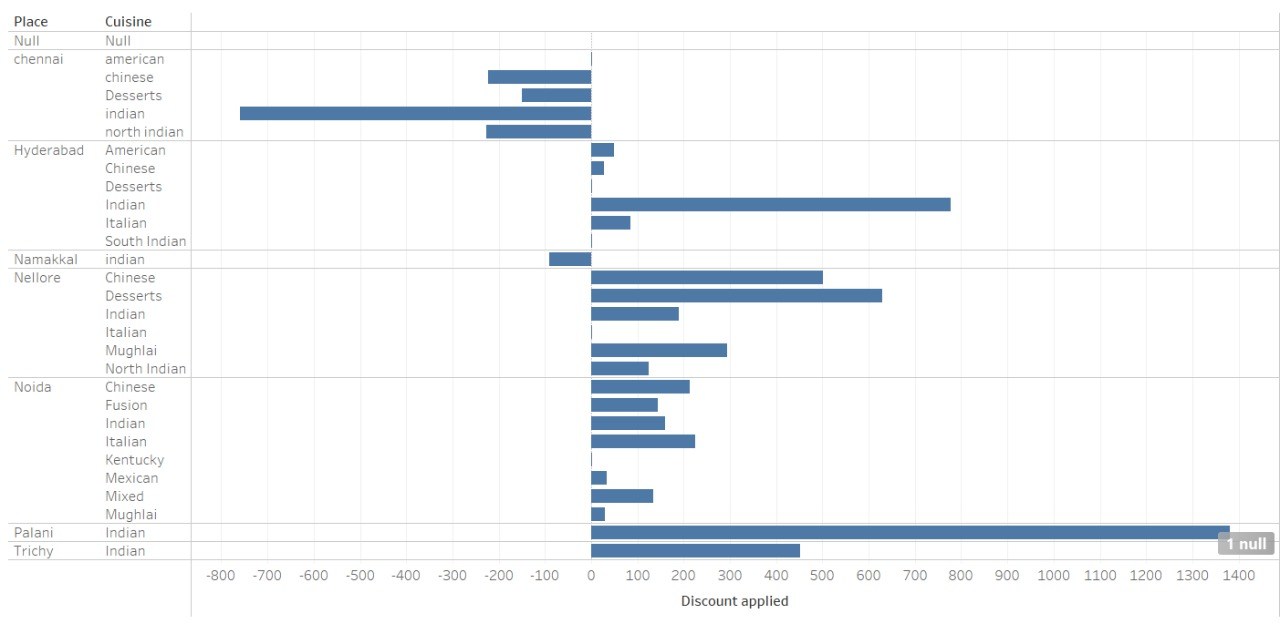 Place Cuisine
Null Null
chennai american
chinese
Desserts
indian
north indian
Hyderabad American
Chinese
Desserts
Indian
Italian
South Indian
Namakkal indian
Nellore Chinese
Desserts
Indian
Italian
Mughlai
North Indian
Noida Chinese
Fusion
Indian
Italian
Kentucky
Mexican
Mixed
Mughlai
Palani Indian
1 null
Trichy Indian
-800 -700 -600 -500 -400 -300 -200 -100 0 100 200 300 400 500 600 700 800 900 1000 1100 1200 1300 1400
Discount applied